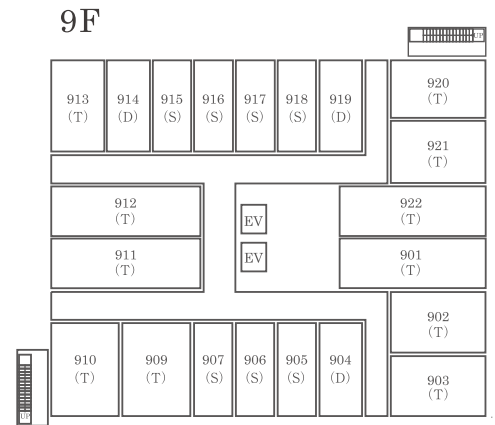 9F
UP
913 914 915 916 917 918 919 920
(T) (D) (S) (S) (S) (S) (D) (T)
921
(T)
912 922
(T) (T)
EV
911 901
(T) (T)
EV
902
(T)
910 909 907 906 905 904
(T) (T) (S) (S) (S) (D)
903
(T)
UP